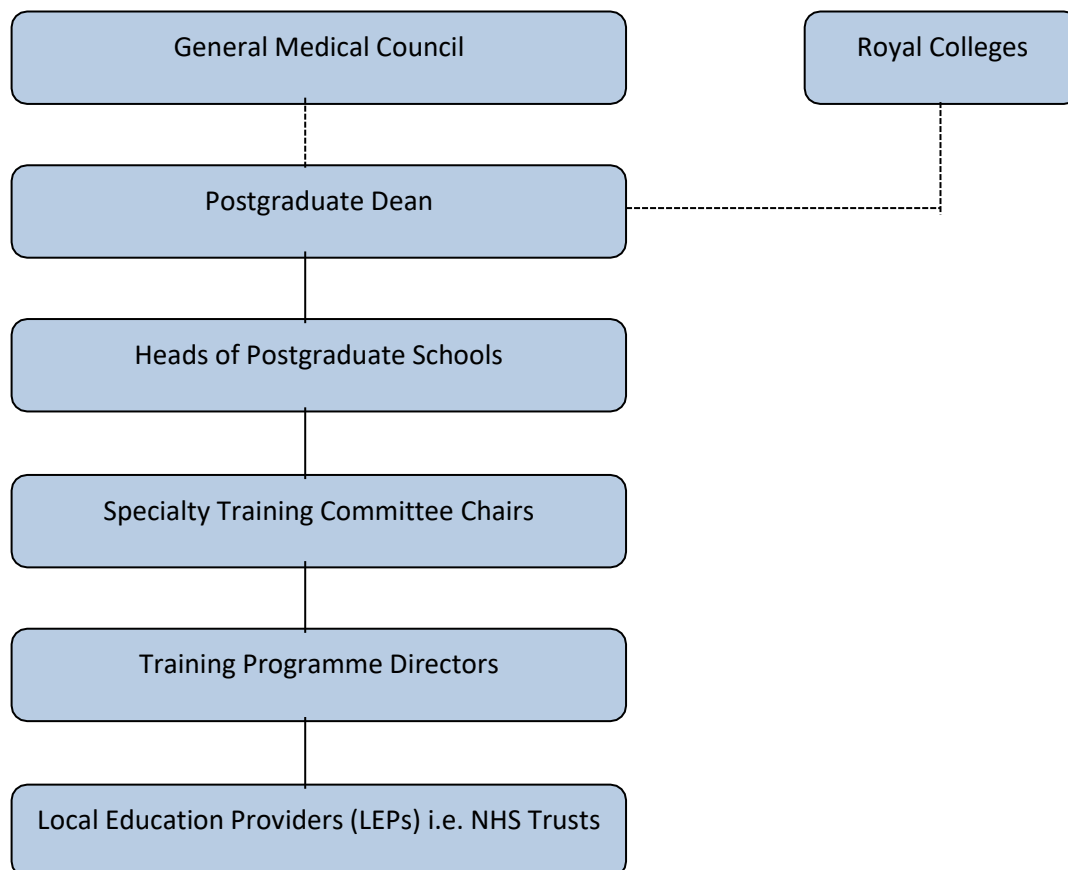 General Medical Council
Royal Colleges
Postgraduate Dean
Heads of Postgraduate Schools
Specialty Training Committee Chairs
Training Programme Directors
Local Education Providers (LEPs) i.e. NHS Trusts